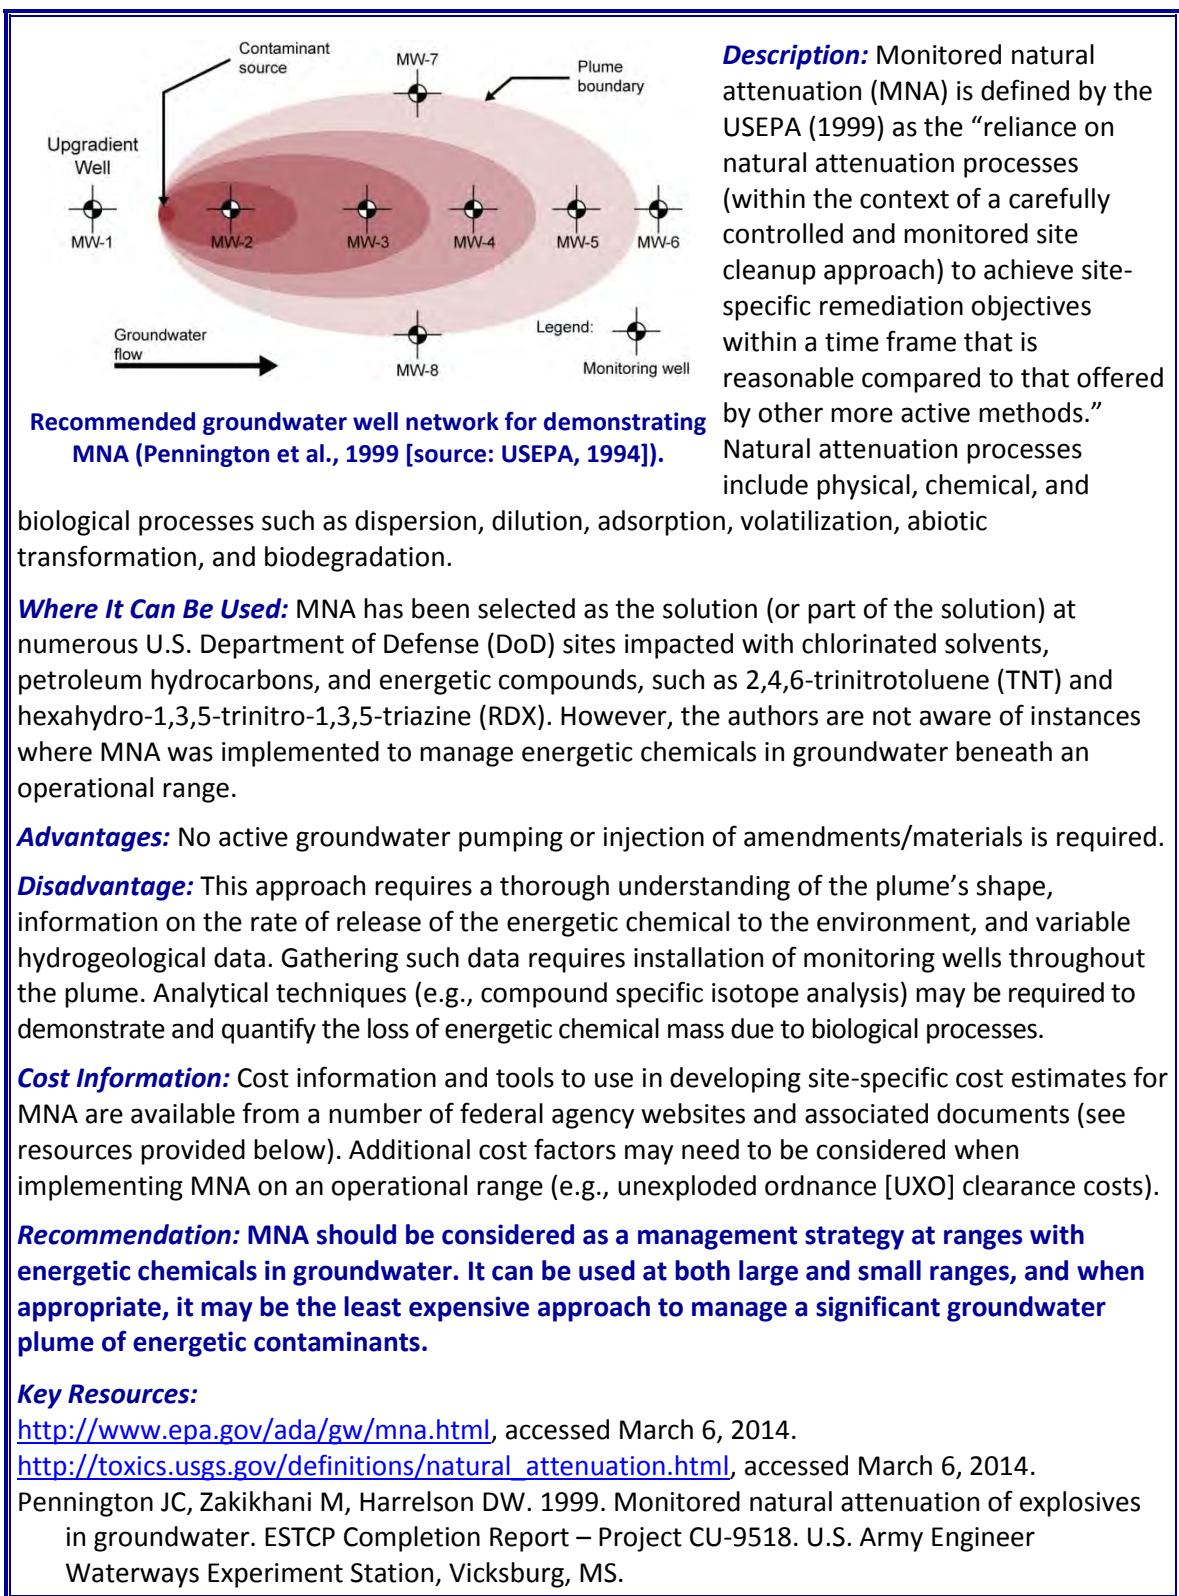 Contaminant
source
MW-7
Plume
boundary
Upgradient
Well
MW-1
MW-2
MW-3
MW-4
MW-5
MW-6
Groundwater
flow
MW-8
Legend:
Monitoring well
Recommended groundwater well network for demonstrating
MNA (Pennington et al., 1999 [source: USEPA, 1994]).
Description: Monitored natural
attenuation (MNA) is defined by the
USEPA (1999) as the “reliance on
natural attenuation processes
(within the context of a carefully
controlled and monitored site
cleanup approach) to achieve site-
specific remediation objectives
within a time frame that is
reasonable compared to that offered
by other more active methods.”
Natural attenuation processes
include physical, chemical, and
biological processes such as dispersion, dilution, adsorption, volatilization, abiotic
transformation, and biodegradation.
Where It Can Be Used: MNA has been selected as the solution (or part of the solution) at
numerous U.S. Department of Defense (DoD) sites impacted with chlorinated solvents,
petroleum hydrocarbons, and energetic compounds, such as 2,4,6-trinitrotoluene (TNT) and
hexahydro-1,3,5-trinitro-1,3,5-triazine (RDX). However, the authors are not aware of instances
where MNA was implemented to manage energetic chemicals in groundwater beneath an
operational range.
Advantages: No active groundwater pumping or injection of amendments/materials is required.
Disadvantage: This approach requires a thorough understanding of the plume’s shape,
information on the rate of release of the energetic chemical to the environment, and variable
hydrogeological data. Gathering such data requires installation of monitoring wells throughout
the plume. Analytical techniques (e.g., compound specific isotope analysis) may be required to
demonstrate and quantify the loss of energetic chemical mass due to biological processes.
Cost Information: Cost information and tools to use in developing site-specific cost estimates for
MNA are available from a number of federal agency websites and associated documents (see
resources provided below). Additional cost factors may need to be considered when
implementing MNA on an operational range (e.g., unexploded ordnance [UXO] clearance costs).
Recommendation: MNA should be considered as a management strategy at ranges with
energetic chemicals in groundwater. It can be used at both large and small ranges, and when
appropriate, it may be the least expensive approach to manage a significant groundwater
plume of energetic contaminants.
Key Resources:
http://www.epa.gov/ada/gw/mna.html, accessed March 6, 2014.
http://toxics.usgs.gov/definitions/natural_attenuation.html, accessed March 6, 2014.
Pennington JC, Zakikhani M, Harrelson DW. 1999. Monitored natural attenuation of explosives
in groundwater. ESTCP Completion Report – Project CU-9518. U.S. Army Engineer
Waterways Experiment Station, Vicksburg, MS.